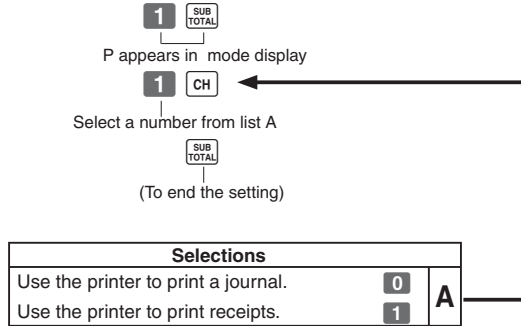 1 SUB TOTAL
P appears in mode display
1 CH
Select a number from list A
SUB TOTAL
(To end the setting)
Selections
Use the printer to print a journal. 0
A
Use the printer to print receipts. 1